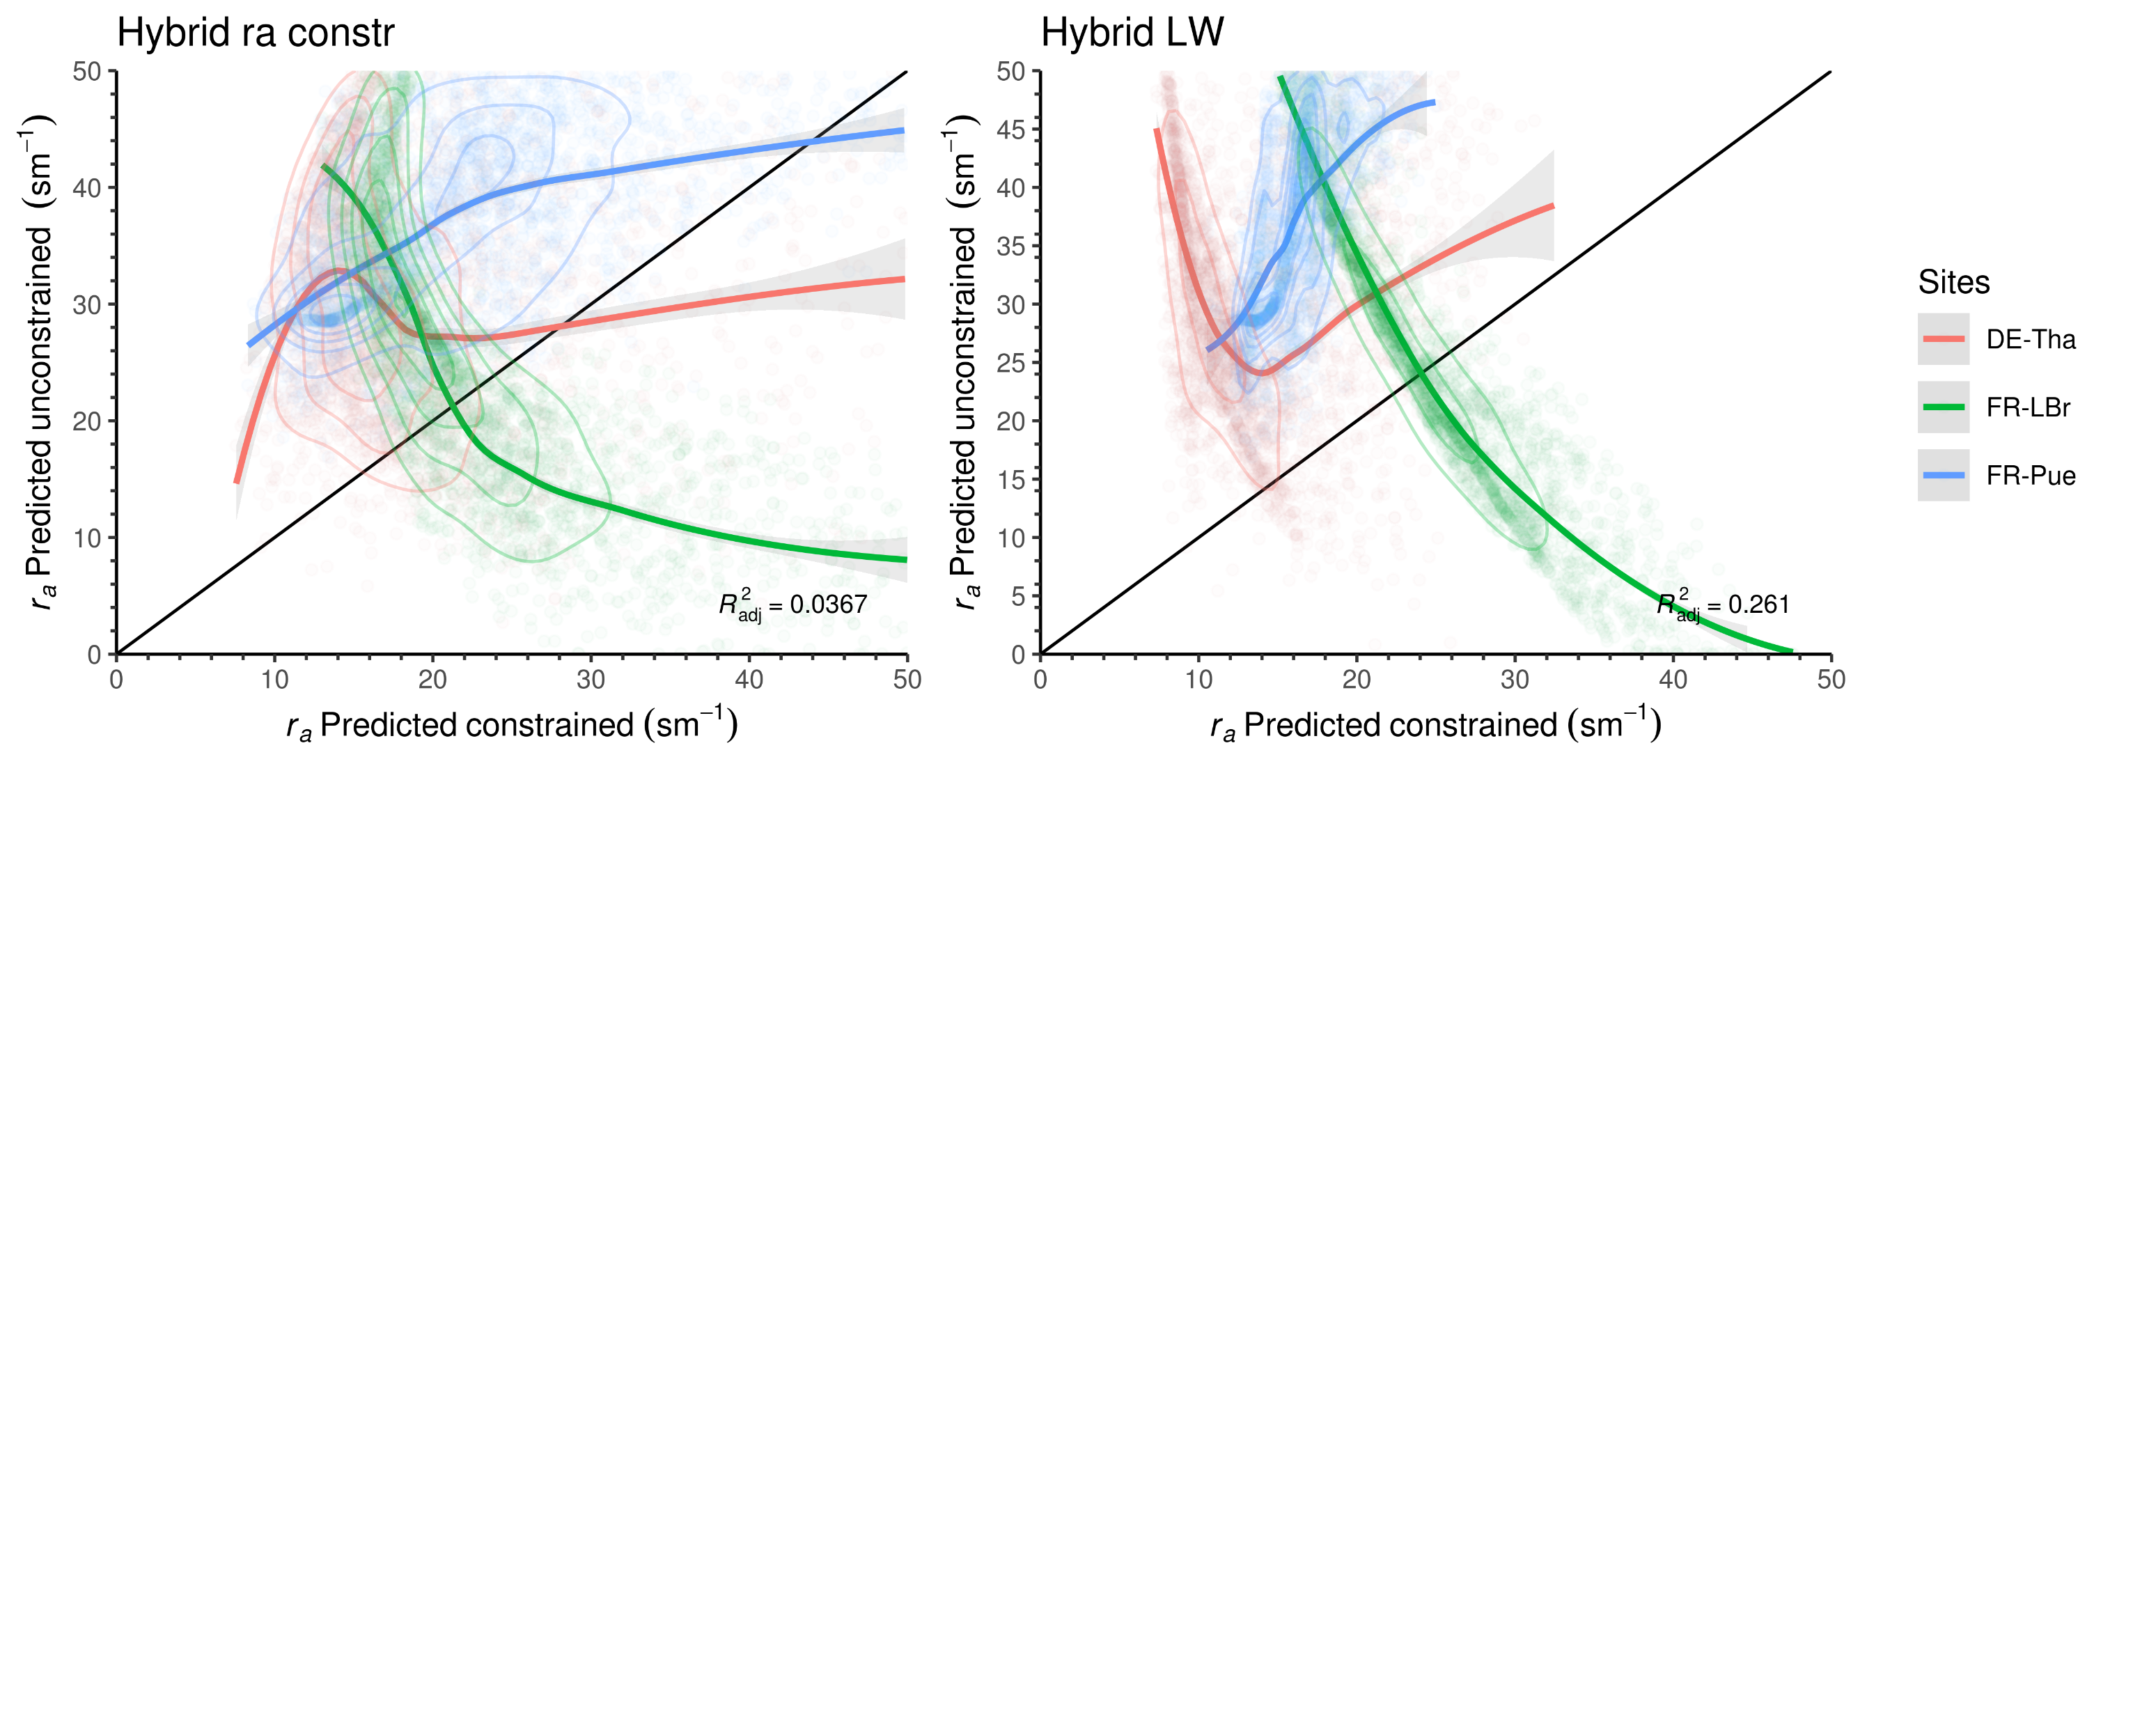 Hybrid ra constr
50
40
30
20
10
0
0 10 20 30 40 50
r_a Predicted unconstrained (sm⁻¹)
r_a Predicted constrained (sm⁻¹)
R²adj = 0.0367
Hybrid LW
50
45
40
35
30
25
20
15
10
5
0
0 10 20 30 40 50
r_a Predicted unconstrained (sm⁻¹)
r_a Predicted constrained (sm⁻¹)
R²adj = 0.261
Sites
DE-Tha
FR-LBr
FR-Pue